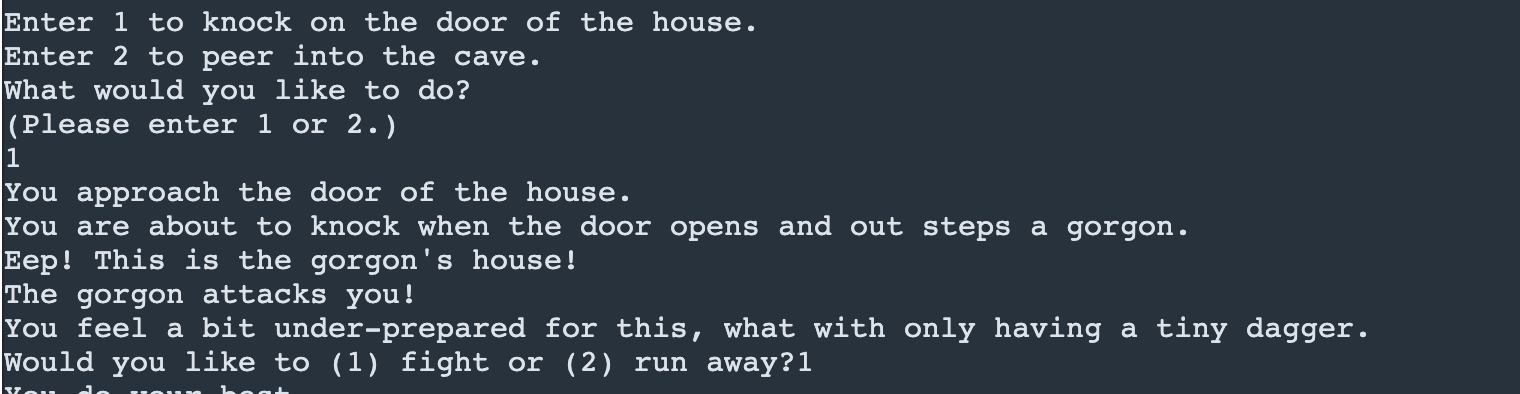 Enter 1 to knock on the door of the house.
Enter 2 to peer into the cave.
What would you like to do?
(Please enter 1 or 2.)
1
You approach the door of the house.
You are about to knock when the door opens and out steps a gorgon.
Eep! This is the gorgon's house!
The gorgon attacks you!
You feel a bit under-prepared for this, what with only having a tiny dagger.
Would you like to (1) fight or (2) run away?1
You do your best